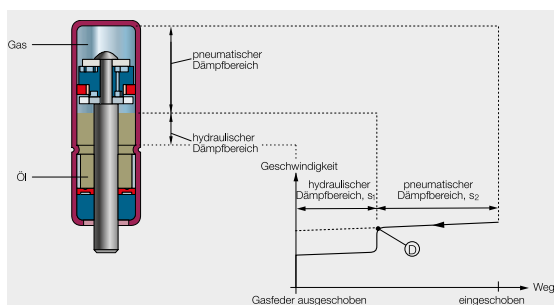 Gas
pneumatischer
Dämpfbereich
hydraulischer
Dämpfbereich
Öl
Geschwindigkeit
hydraulischer
Dämpfbereich, s₁
pneumatischer
Dämpfbereich, s₂
D
Weg
Gasfeder ausgeschoben
eingeschoben